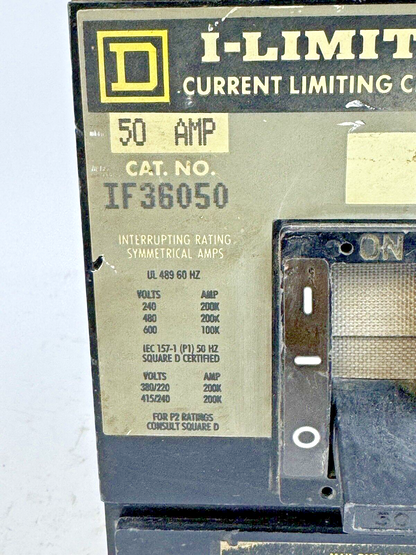 D
I-LIMIT
CURRENT LIMITING C
50 AMP
CAT. NO.
IF36050
INTERRUPTING RATING
SYMMETRICAL AMPS
UL 489 60 HZ
VOLTS AMP
240 200K
480 200K
600 100K
IEC 157-1 (P1) 50 HZ
SQUARE D CERTIFIED
VOLTS AMP
380/220 200K
415/240 200K
FOR P2 RATINGS
CONSULT SQUARE D
ON
I
O